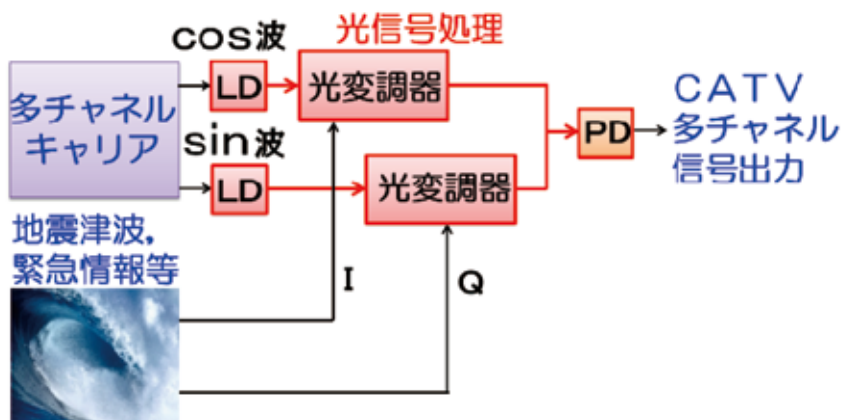 光信号処理
cos波
LD
光変調器
多チャネル
キャリア
sin波
LD
光変調器
PD
CATV
多チャネル
信号出力
地震津波,
緊急情報等
I
Q